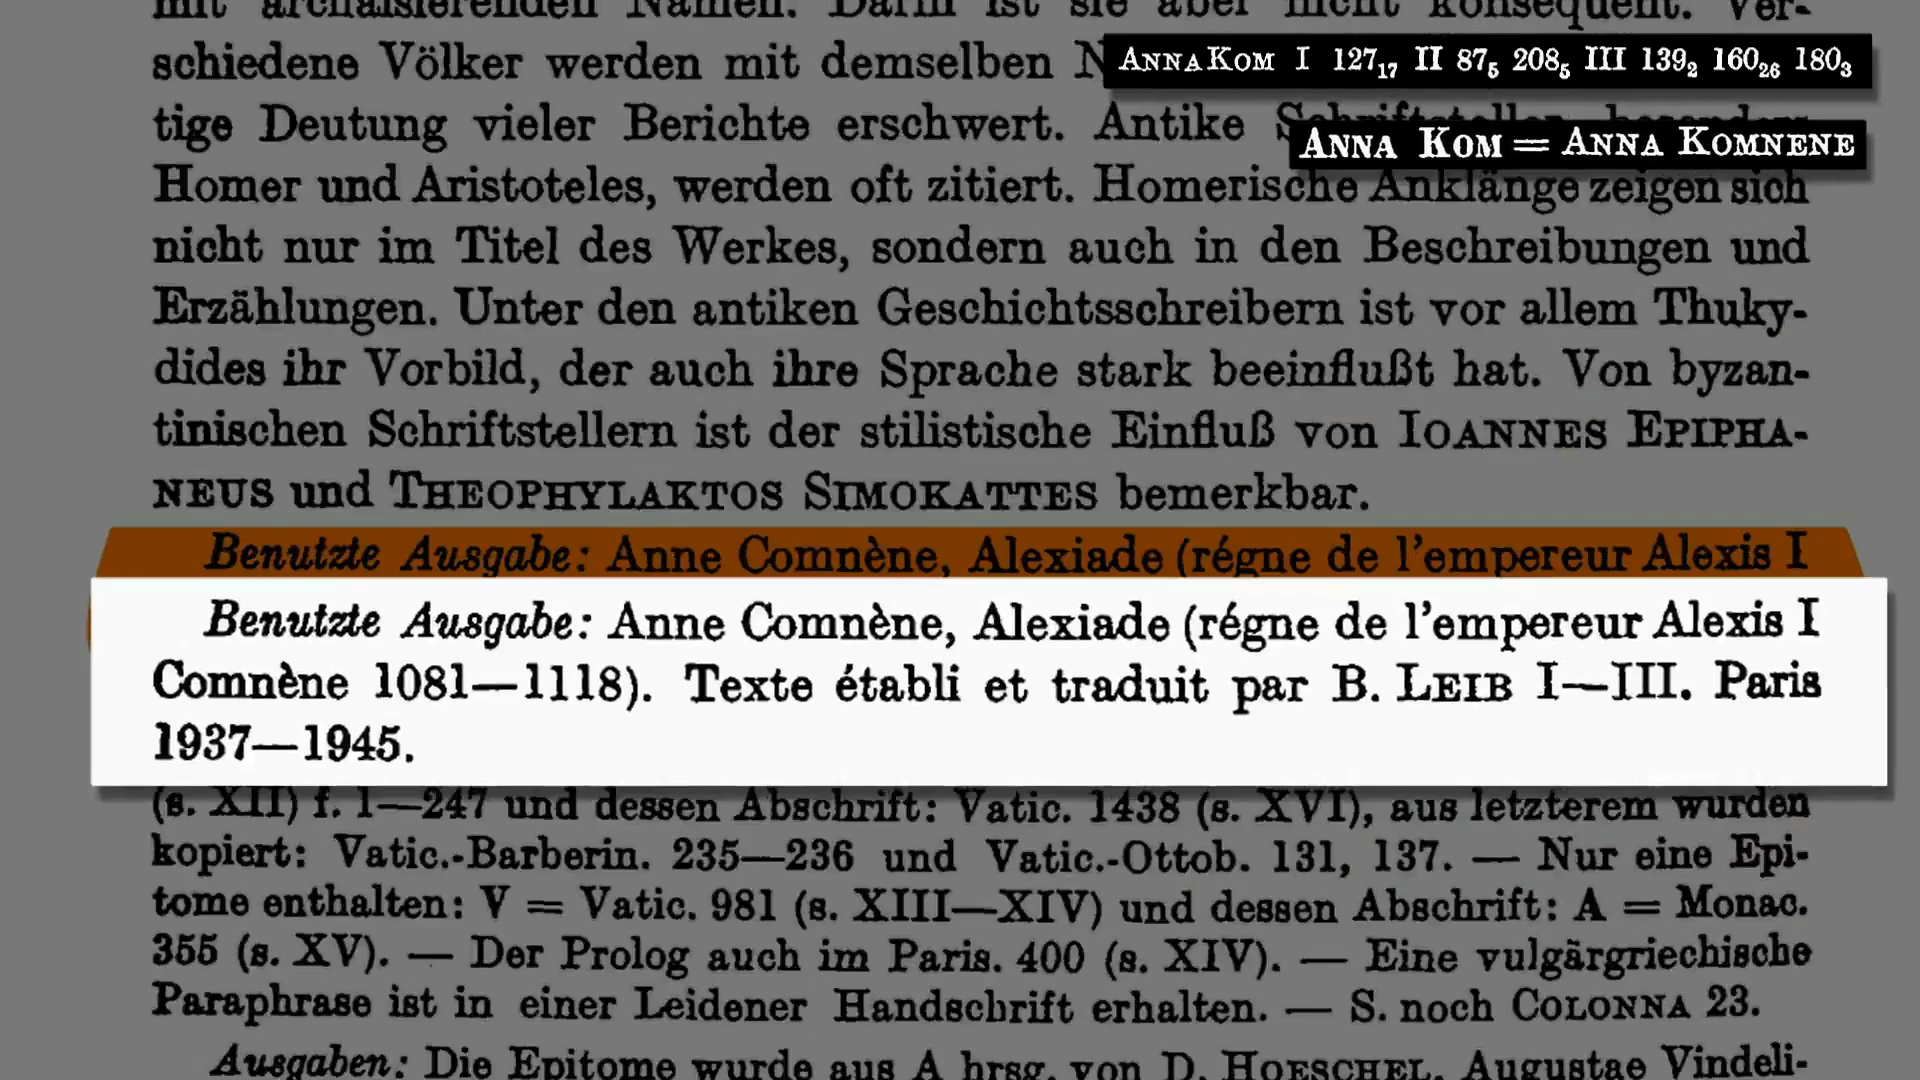 mit archaisierenden Namen. Darin ist sie aber nicht konsequent. Ver-
schiedene Völker werden mit demselben
ANNA KOM I 127₁₇ II 87₅ 208₅ III 139₂ 160₂₆ 180₃
tige Deutung vieler Berichte erschwert. Antike Schriftsteller, besonders
ANNA KOM = ANNA KOMNENE
Homer und Aristoteles, werden oft zitiert. Homerische Anklänge zeigen sich
nicht nur im Titel des Werkes, sondern auch in den Beschreibungen und
Erzählungen. Unter den antiken Geschichtsschreibern ist vor allem Thuky-
dides ihr Vorbild, der auch ihre Sprache stark beeinflußt hat. Von byzan-
tinischen Schriftstellern ist der stilistische Einfluß von IOANNES EPIPHA-
NEUS und THEOPHYLAKTOS SIMOKATTES bemerkbar.
Benutzte Ausgabe: Anne Comnène, Alexiade (régne de l'empereur Alexis I
Benutzte Ausgabe: Anne Comnène, Alexiade (régne de l'empereur Alexis I
Comnène 1081—1118). Texte établi et traduit par B. LEIB I—III. Paris
1937—1945.
(s. XII) f. 1—247 und dessen Abschrift: Vatic. 1438 (s. XVI), aus letzterem wurden
kopiert: Vatic.-Barberin. 235—236 und Vatic.-Ottob. 131, 137. — Nur eine Epi-
tome enthalten: V = Vatic. 981 (s. XIII—XIV) und dessen Abschrift: A = Monac.
355 (s. XV). — Der Prolog auch im Paris. 400 (s. XIV). — Eine vulgärgriechische
Paraphrase ist in einer Leidener Handschrift erhalten. — S. noch COLONNA 23.
Ausgaben: Die Epitome wurde aus A hrsg. von D. HOESCHEL, Augustae Vindeli-